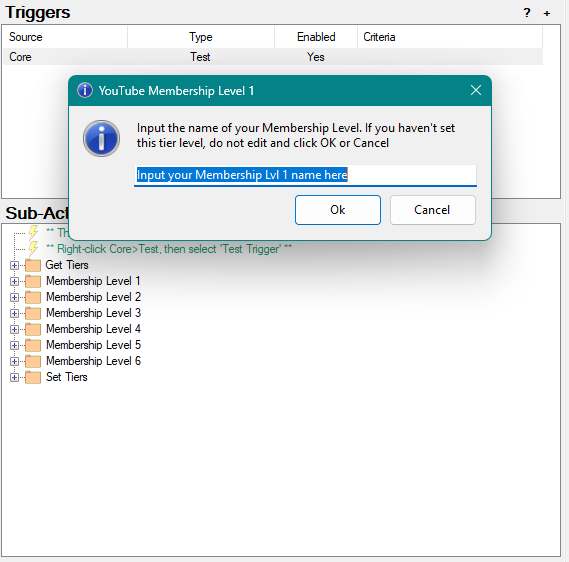 Triggers ? +
Source Type Enabled Criteria
Core Test Yes
YouTube Membership Level 1
Input the name of your Membership Level. If you haven't set
this tier level, do not edit and click OK or Cancel
Input your Membership Lvl 1 name here
Ok Cancel
Sub-Act
** Th
** Right-click Core>Test, then select 'Test Trigger' **
Get Tiers
Membership Level 1
Membership Level 2
Membership Level 3
Membership Level 4
Membership Level 5
Membership Level 6
Set Tiers